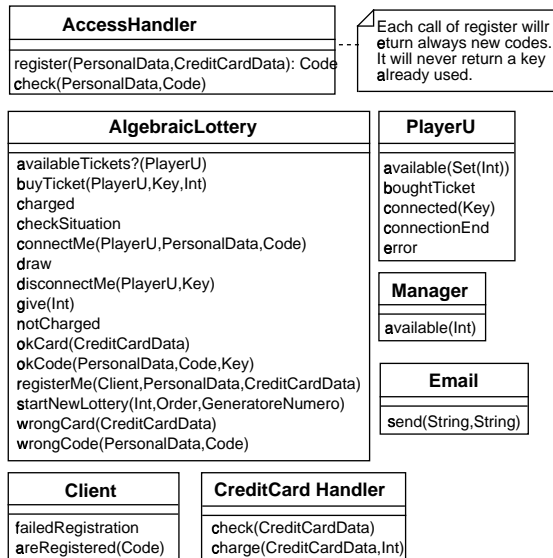 AccessHandler
register(PersonalData,CreditCardData): Code
check(PersonalData,Code)
Each call of register willr
eturn always new codes.
It will never return a key
already used.
AlgebraicLottery
availableTickets?(PlayerU)
buyTicket(PlayerU,Key,Int)
charged
checkSituation
connectMe(PlayerU,PersonalData,Code)
draw
disconnectMe(PlayerU,Key)
give(Int)
notCharged
okCard(CreditCardData)
okCode(PersonalData,Code,Key)
registerMe(Client,PersonalData,CreditCardData)
startNewLottery(Int,Order,GeneratoreNumero)
wrongCard(CreditCardData)
wrongCode(PersonalData,Code)
PlayerU
available(Set(Int))
boughtTicket
connected(Key)
connectionEnd
error
Manager
available(Int)
Email
send(String,String)
Client
failedRegistration
areRegistered(Code)
CreditCard Handler
check(CreditCardData)
charge(CreditCardData,Int)